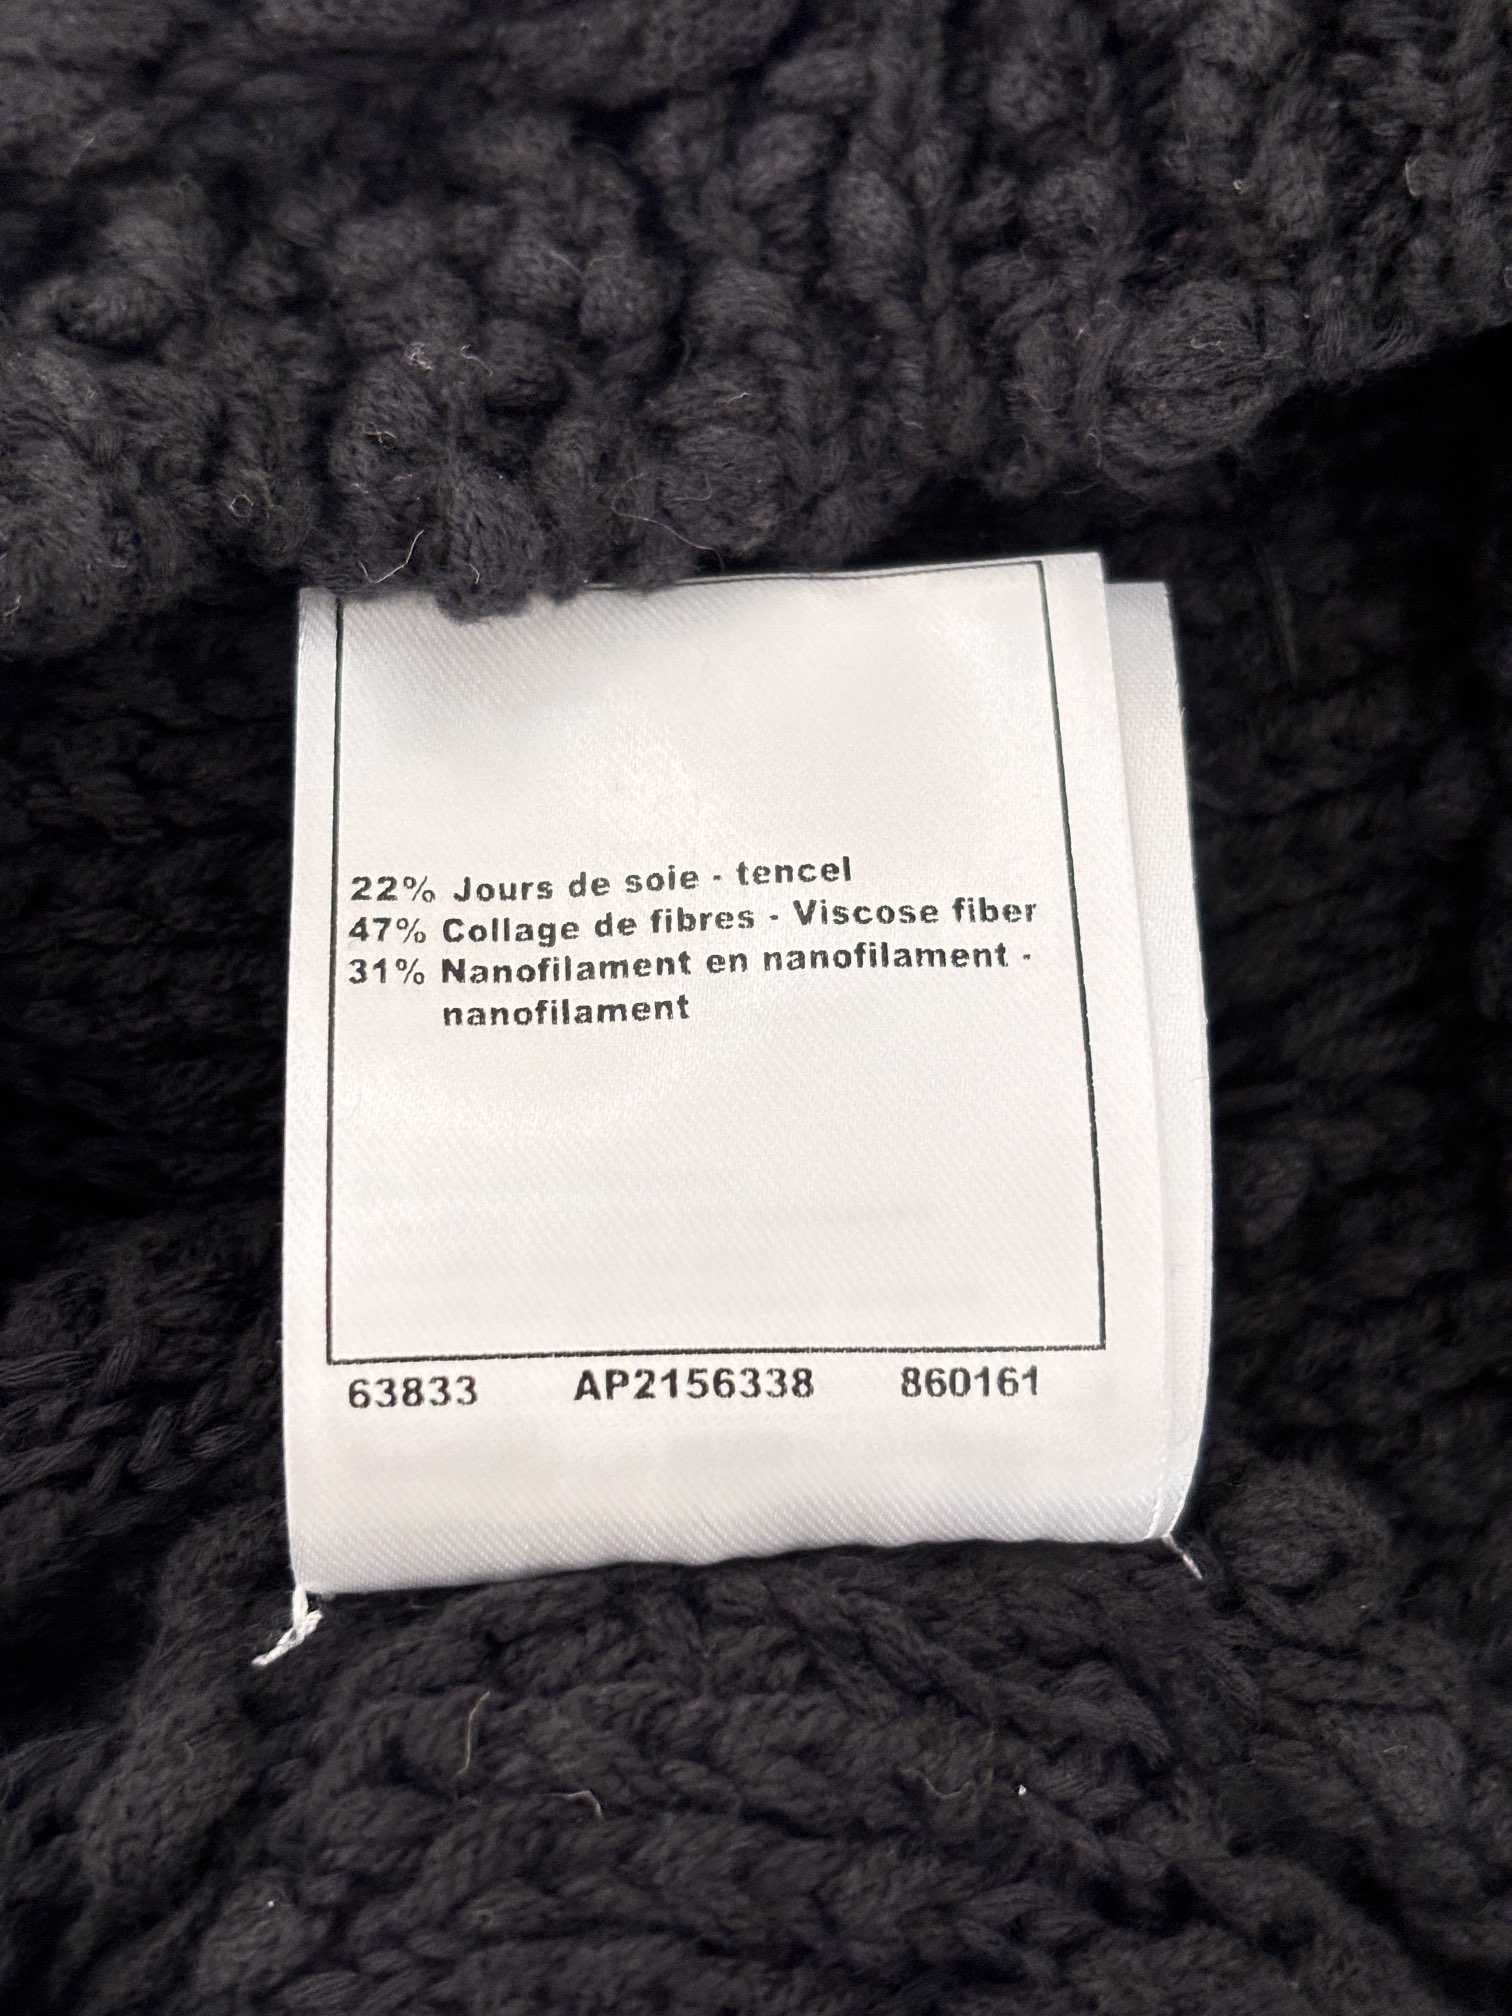 22% Jours de soie - tencel
47% Collage de fibres - Viscose fiber
31% Nanofilament en nanofilament -
nanofilament
63833 AP2156338 860161